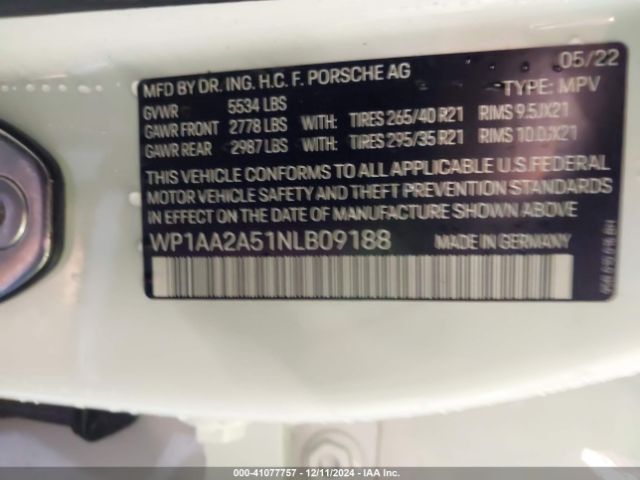 MFD BY DR. ING. H.C. F. PORSCHE AG 05/22
GVWR 5534 LBS TYPE: MPV
GAWR FRONT 2778 LBS WITH: TIRES 265/40 R21 RIMS 9.5JX21
GAWR REAR 2987 LBS WITH: TIRES 295/35 R21 RIMS 10.0JX21
THIS VEHICLE CONFORMS TO ALL APPLICABLE U.S. FEDERAL
MOTOR VEHICLE SAFETY AND THEFT PREVENTION STANDARDS
IN EFFECT ON THE DATE OF MANUFACTURE SHOWN ABOVE.
WP1AA2A51NLB09188 MADE IN GERMANY
000-41077757 - 12/11/2024 - IAAI.com